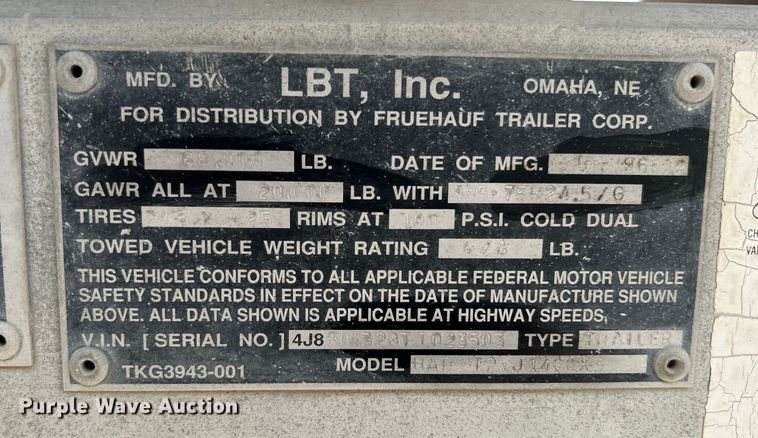 MFD. BY LBT, Inc. OMAHA, NE
FOR DISTRIBUTION BY FRUEHAUF TRAILER CORP.
GVWR LB. DATE OF MFG. 96
GAWR ALL AT LB. WITH
TIRES RIMS AT P.S.I. COLD DUAL
TOWED VEHICLE WEIGHT RATING LB.
THIS VEHICLE CONFORMS TO ALL APPLICABLE FEDERAL MOTOR VEHICLE
SAFETY STANDARDS IN EFFECT ON THE DATE OF MANUFACTURE SHOWN
ABOVE. ALL DATA SHOWN IS APPLICABLE AT HIGHWAY SPEEDS.
V.I.N. [ SERIAL NO. ] 4J8 TYPE TRAILER
TKG3943-001 MODEL
Purple Wave Auction